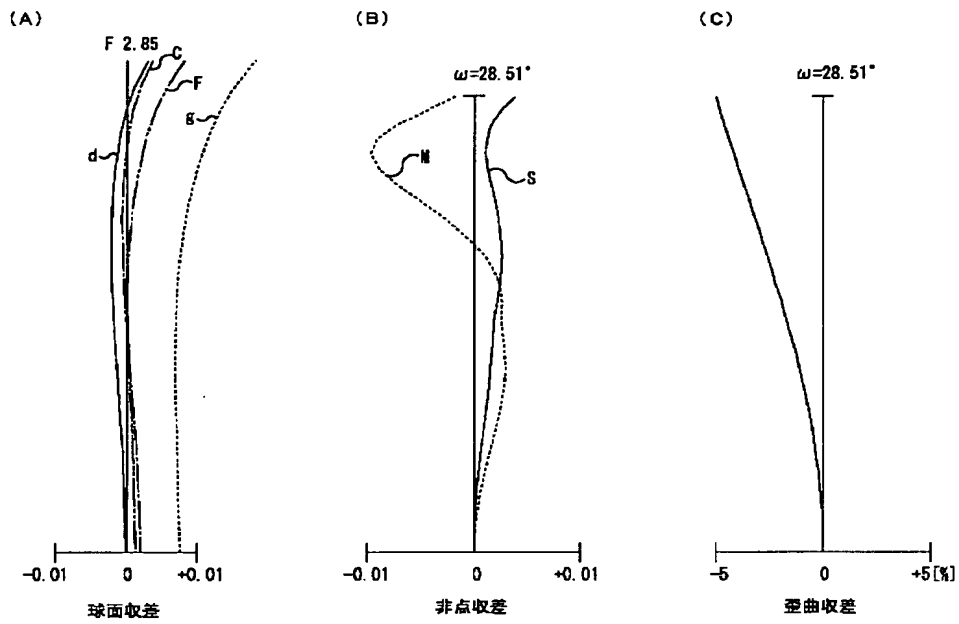 (A)
(B)
(C)
F 2.85
C
F
g
d
ω=28.51°
M
S
ω=28.51°
-0.01
0
+0.01
球面収差
-0.01
0
+0.01
非点収差
-5
0
+5[%]
歪曲収差